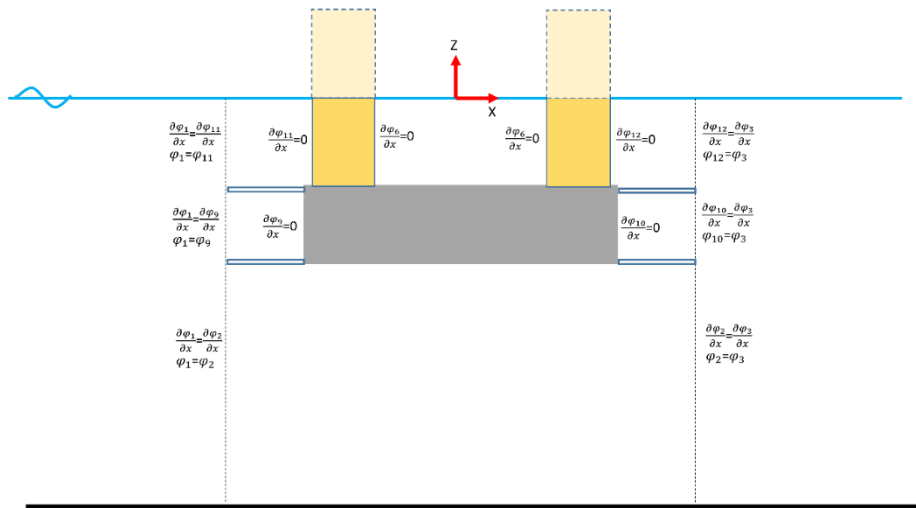 Z
X
∂φ₁/∂x=∂φ₁₁/∂x
φ₁=φ₁₁
∂φ₁₁/∂x=0
∂φ₆/∂x=0
∂φ₆/∂x=0
∂φ₁₂/∂x=0
∂φ₁₂/∂x=∂φ₃/∂x
φ₁₂=φ₃
∂φ₁/∂x=∂φ₉/∂x
φ₁=φ₉
∂φ₉/∂x=0
∂φ₁₀/∂x=0
∂φ₁₀/∂x=∂φ₃/∂x
φ₁₀=φ₃
∂φ₁/∂x=∂φ₂/∂x
φ₁=φ₂
∂φ₂/∂x=∂φ₃/∂x
φ₂=φ₃